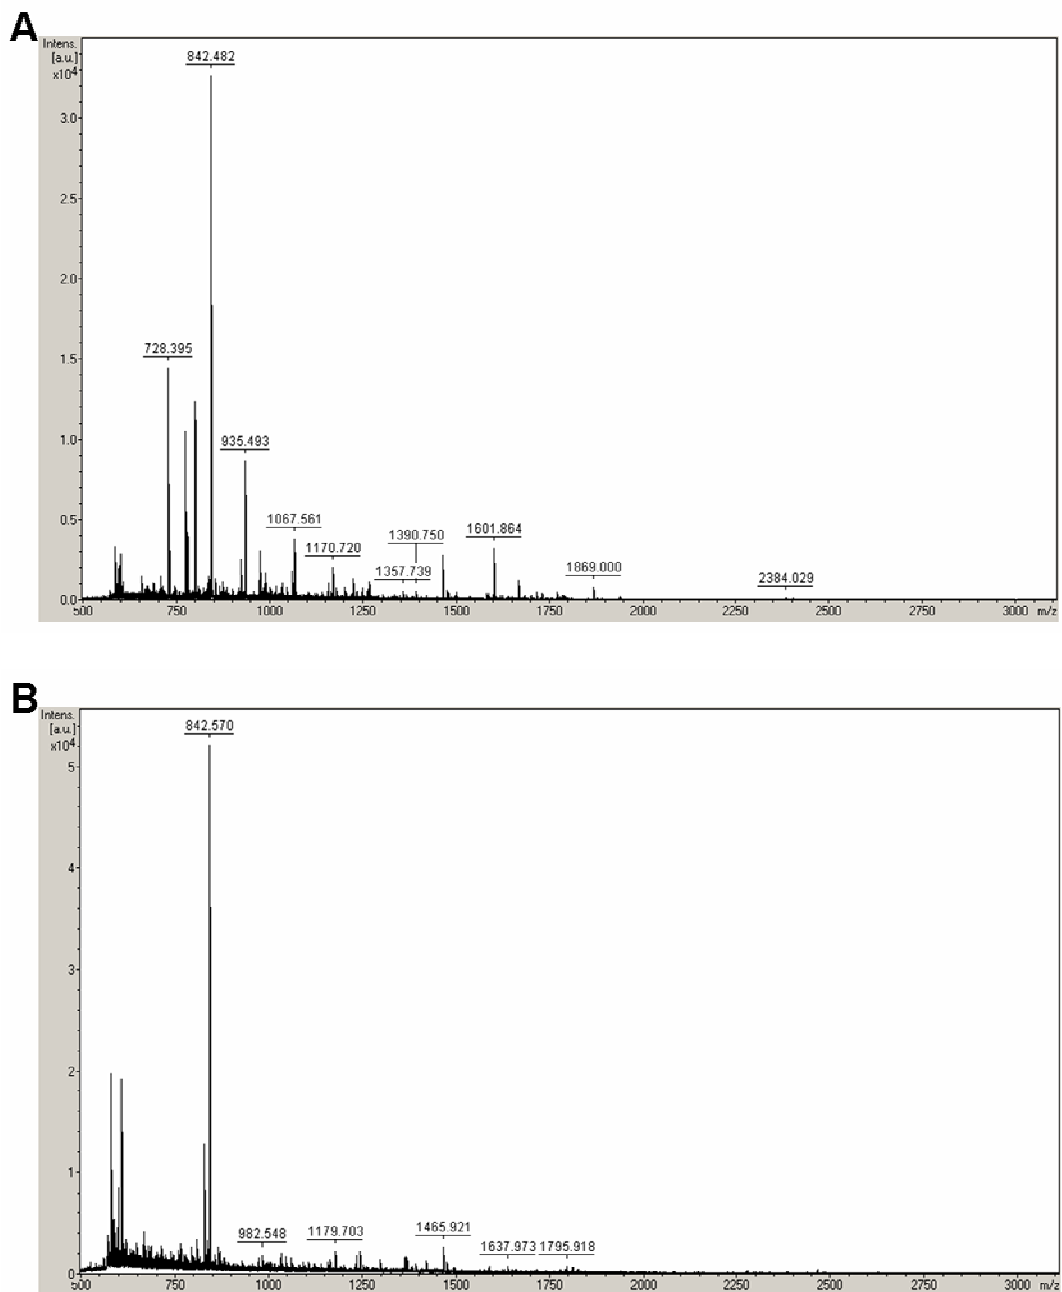 A
Intens.
[a.u.]
x10⁴
842.482
3.0
2.5
2.0
728.395
1.5
935.493
1.0
1067.561
1390.750
1601.864
0.5
1170.720
1357.739
1869.000
2384.029
0.0
500 750 1000 1250 1500 1750 2000 2250 2500 2750 3000 m/z
B
Intens.
[a.u.]
x10⁴
842.570
5
4
3
2
1
982.548
1179.703
1465.921
1637.973
1795.918
0
500 750 1000 1250 1500 1750 2000 2250 2500 2750 3000 m/z